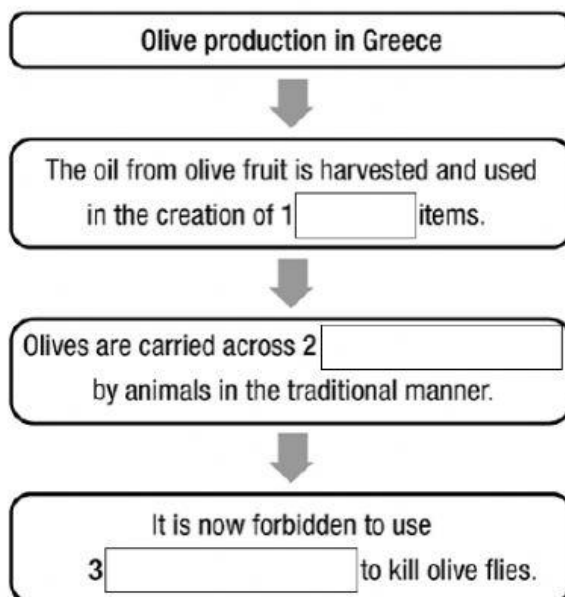 Olive production in Greece
The oil from olive fruit is harvested and used
in the creation of 1 items.
Olives are carried across 2
by animals in the traditional manner.
It is now forbidden to use
3 to kill olive flies.